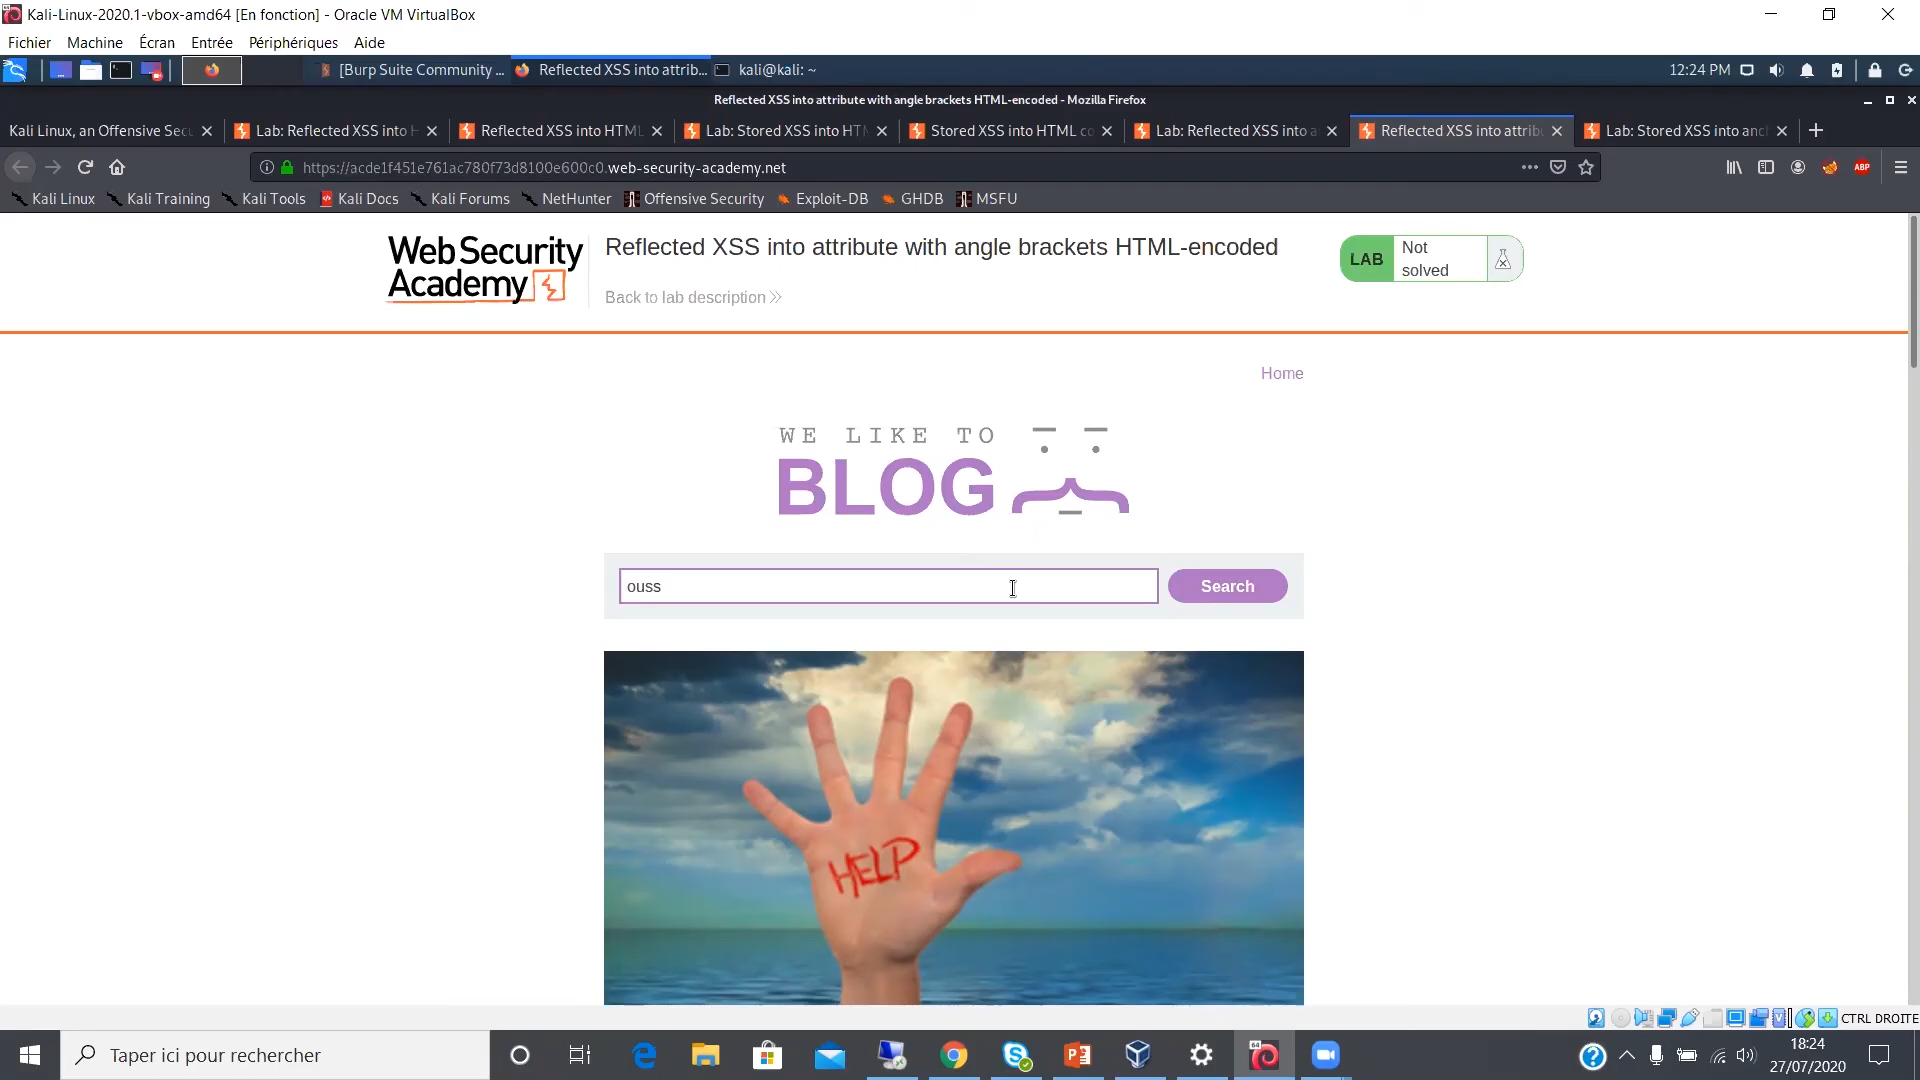 Kali-Linux-2020.1-vbox-amd64 [En fonction] - Oracle VM VirtualBox
Fichier Machine Écran Entrée Périphériques Aide
[Burp Suite Community ... Reflected XSS into attrib... kali@kali: ~ 12:24 PM
Reflected XSS into attribute with angle brackets HTML-encoded - Mozilla Firefox
Kali Linux, an Offensive Sec Lab: Reflected XSS into H Reflected XSS into HTML Lab: Stored XSS into HTM Stored XSS into HTML co Lab: Reflected XSS into a Reflected XSS into attrib Lab: Stored XSS into anc
https://acde1f451e761ac780f73d8100e600c0.web-security-academy.net ABP
Kali Linux Kali Training Kali Tools Kali Docs Kali Forums NetHunter Offensive Security Exploit-DB GHDB MSFU
Web Security
Academy
Reflected XSS into attribute with angle brackets HTML-encoded
Back to lab description
LAB Not
solved
Home
WE LIKE TO
BLOG
ouss Search
HELP
CTRL DROITE
Taper ici pour rechercher
18:24
27/07/2020